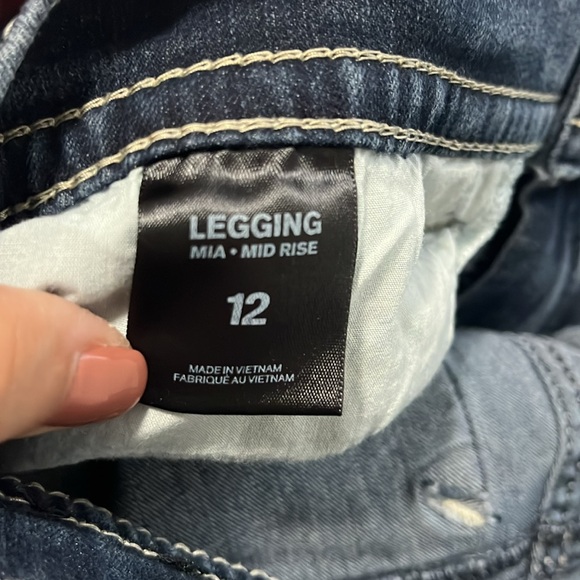 LEGGING
MIA • MID RISE
12
MADE IN VIETNAM
FABRIQUÉ AU VIETNAM